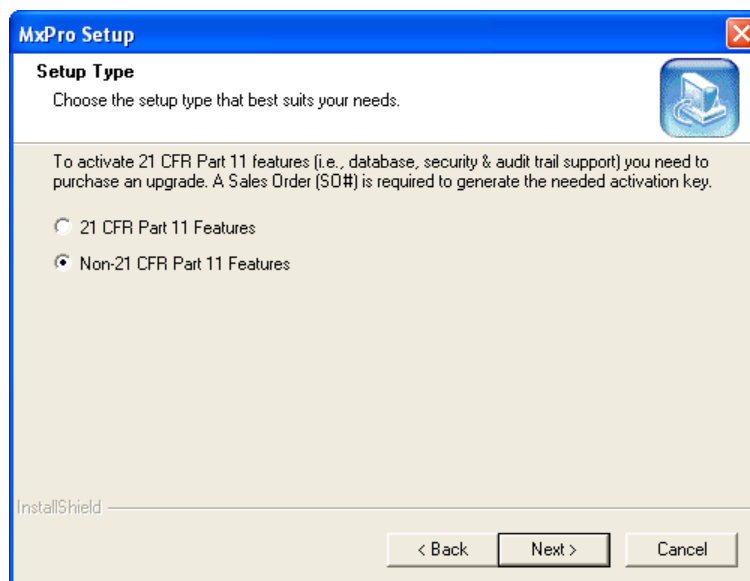 MxPro Setup
Setup Type
Choose the setup type that best suits your needs.
To activate 21 CFR Part 11 features (i.e., database, security & audit trail support) you need to
purchase an upgrade. A Sales Order (SO#) is required to generate the needed activation key.
21 CFR Part 11 Features
Non-21 CFR Part 11 Features
InstallShield
< Back
Next >
Cancel